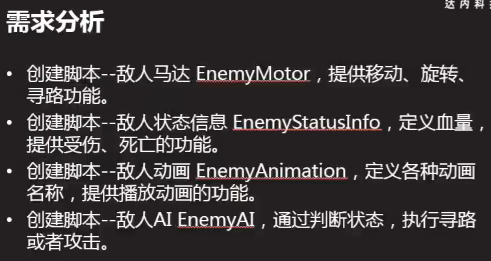 达内科
需求分析
• 创建脚本--敌人马达 EnemyMotor，提供移动、旋转、
寻路功能。
• 创建脚本--敌人状态信息 EnemyStatusInfo，定义血量，
提供受伤、死亡的功能。
• 创建脚本--敌人动画 EnemyAnimation，定义各种动画
名称，提供播放动画的功能。
• 创建脚本--敌人AI EnemyAI，通过判断状态，执行寻路
或者攻击。